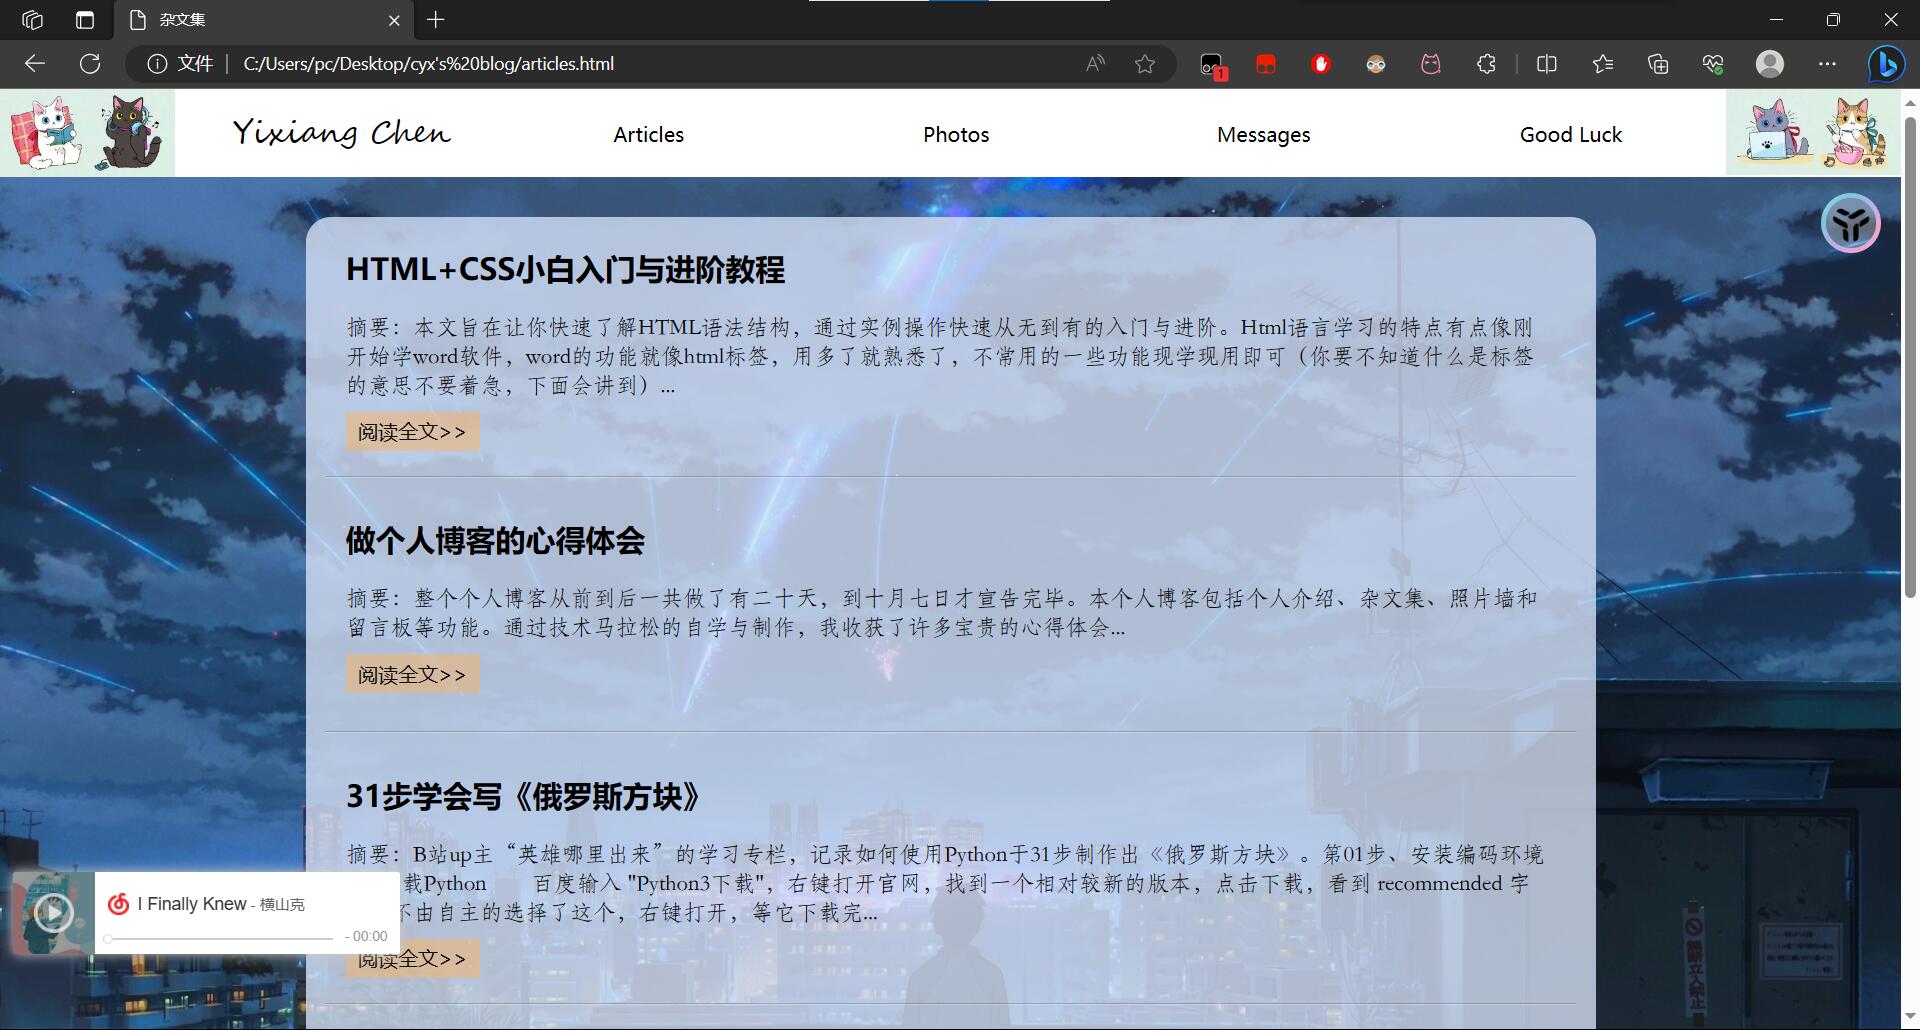 杂文集
文件
C:/Users/pc/Desktop/cyx's%20blog/articles.html
1
Yixiang Chen
Articles
Photos
Messages
Good Luck
HTML+CSS小白入门与进阶教程
摘要：本文旨在让你快速了解HTML语法结构，通过实例操作快速从无到有的入门与进阶。Html语言学习的特点有点像刚
开始学word软件，word的功能就像html标签，用多了就熟悉了，不常用的一些功能现学现用即可（你要不知道什么是标签
的意思不要着急，下面会讲到）...
阅读全文>>
做个人博客的心得体会
摘要：整个个人博客从前到后一共做了有二十天，到十月七日才宣告完毕。本个人博客包括个人介绍、杂文集、照片墙和
留言板等功能。通过技术马拉松的自学与制作，我收获了许多宝贵的心得体会...
阅读全文>>
31步学会写《俄罗斯方块》
摘要：B站up主“英雄哪里出来”的学习专栏，记录如何使用Python于31步制作出《俄罗斯方块》。第01步、安装编码环境
载Python 百度输入 "Python3下载"，右键打开官网，找到一个相对较新的版本，点击下载，看到 recommended 字
不由自主的选择了这个，右键打开，等它下载完...
阅读全文>>
I Finally Knew - 横山克
- 00:00